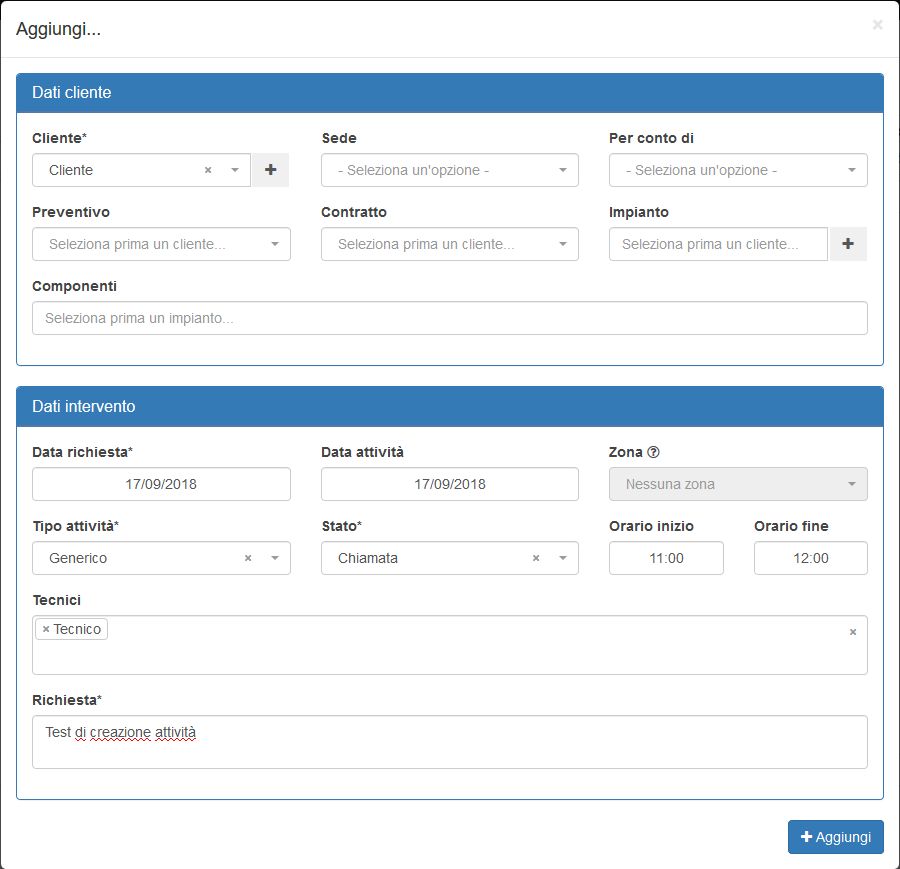 Aggiungi...
×
Dati cliente
Cliente* Sede Per conto di
Cliente × + - Seleziona un'opzione - - Seleziona un'opzione -
Preventivo Contratto Impianto
Seleziona prima un cliente... Seleziona prima un cliente... Seleziona prima un cliente... +
Componenti
Seleziona prima un impianto...
Dati intervento
Data richiesta* Data attività Zona ?
17/09/2018 17/09/2018 Nessuna zona
Tipo attività* Stato* Orario inizio Orario fine
Generico × Chiamata × 11:00 12:00
Tecnici
× Tecnico ×
Richiesta*
Test di creazione attività
+ Aggiungi